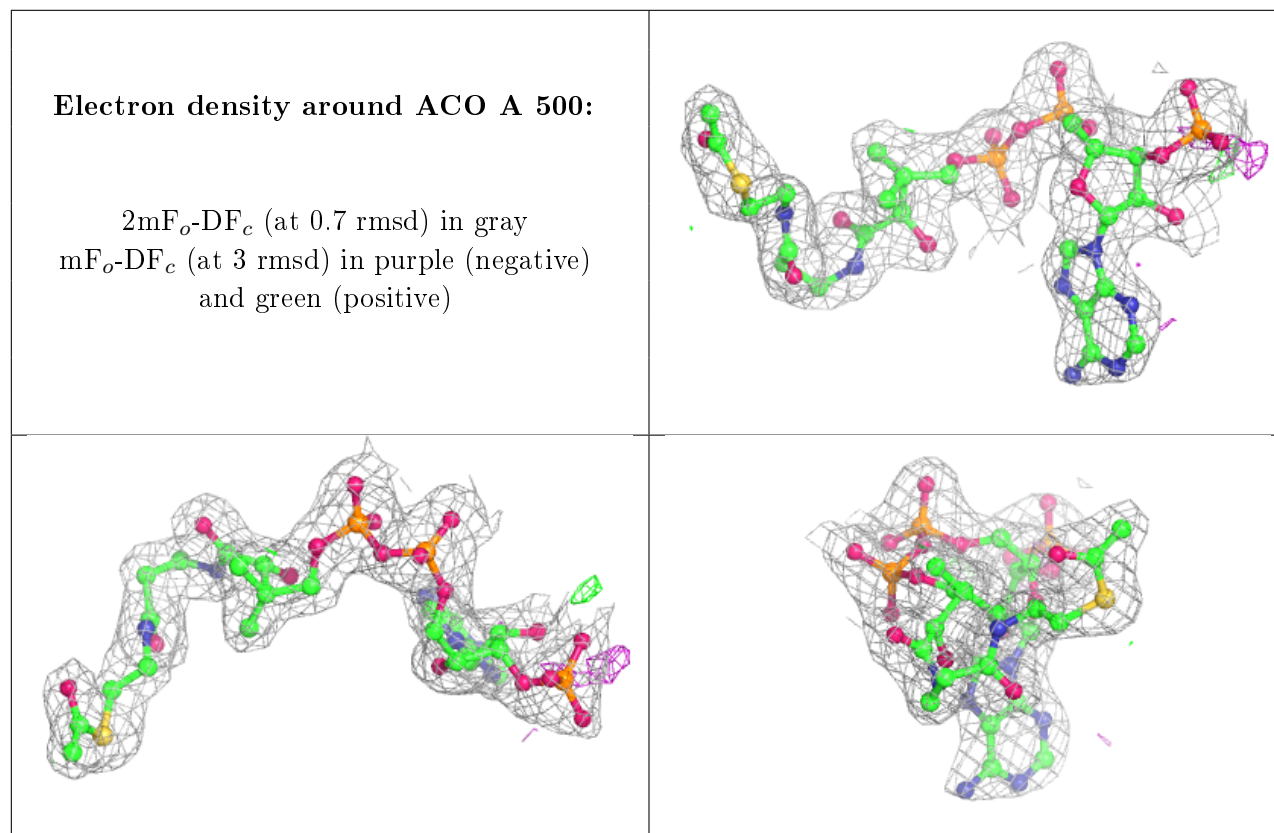 Electron density around ACO A 500:
2mFₒ-DF𝒸 (at 0.7 rmsd) in gray
mFₒ-DF𝒸 (at 3 rmsd) in purple (negative)
and green (positive)